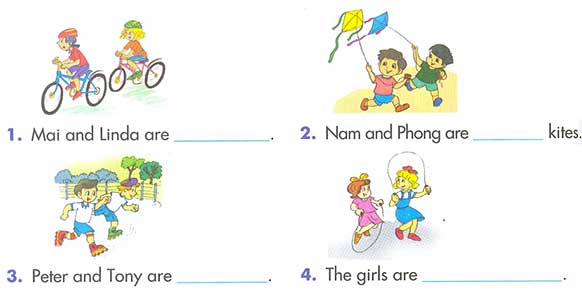 1. Mai and Linda are __________.
2. Nam and Phong are ________ kites.
3. Peter and Tony are __________.
4. The girls are ______________.